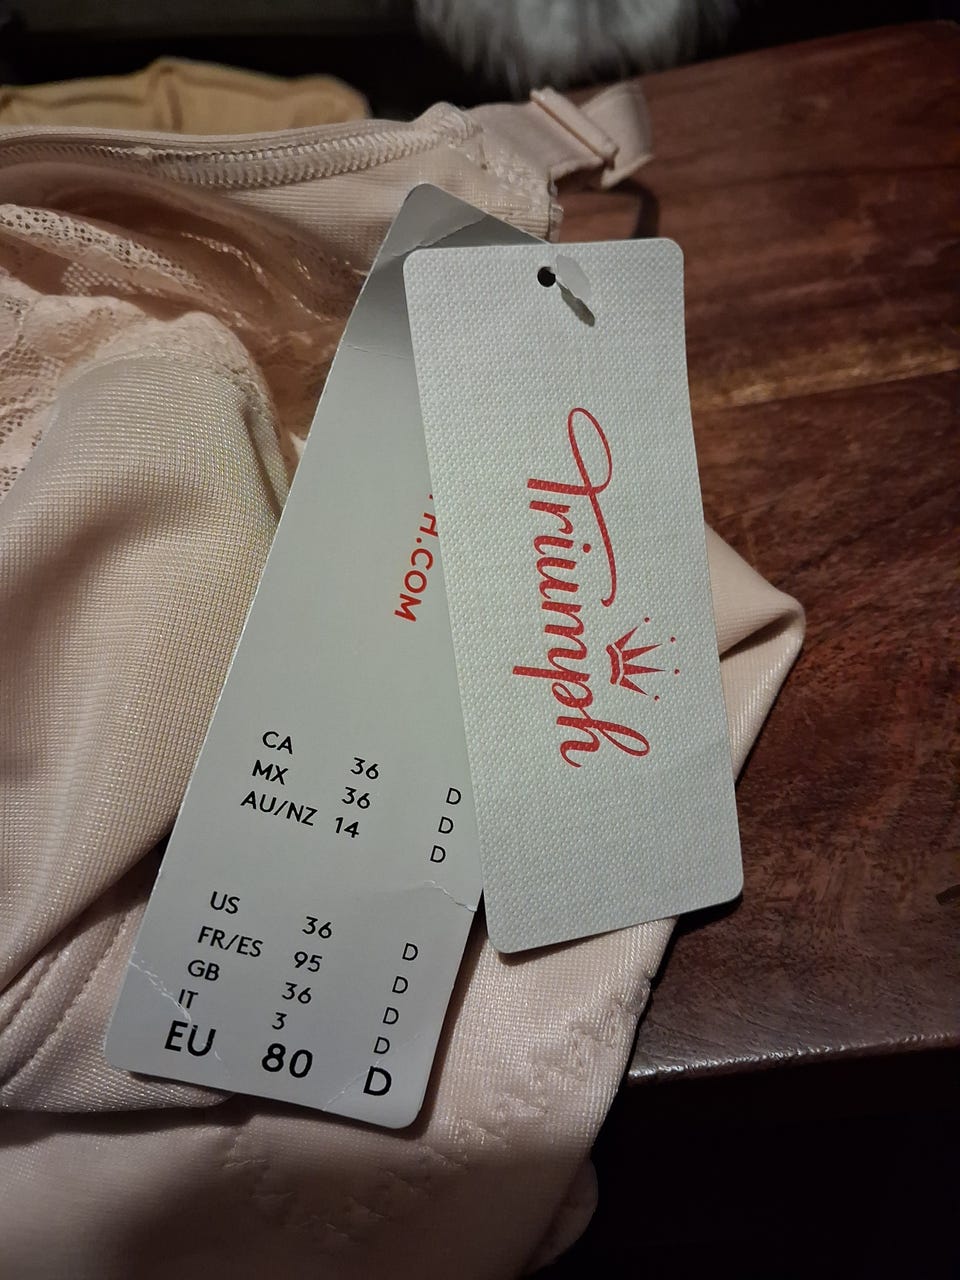 Triumph
H.COM
CA 36 D
MX 36 D
AU/NZ 14 D
US 36 D
FR/ES 95 D
GB 36 D
IT 3 D
EU 80 D